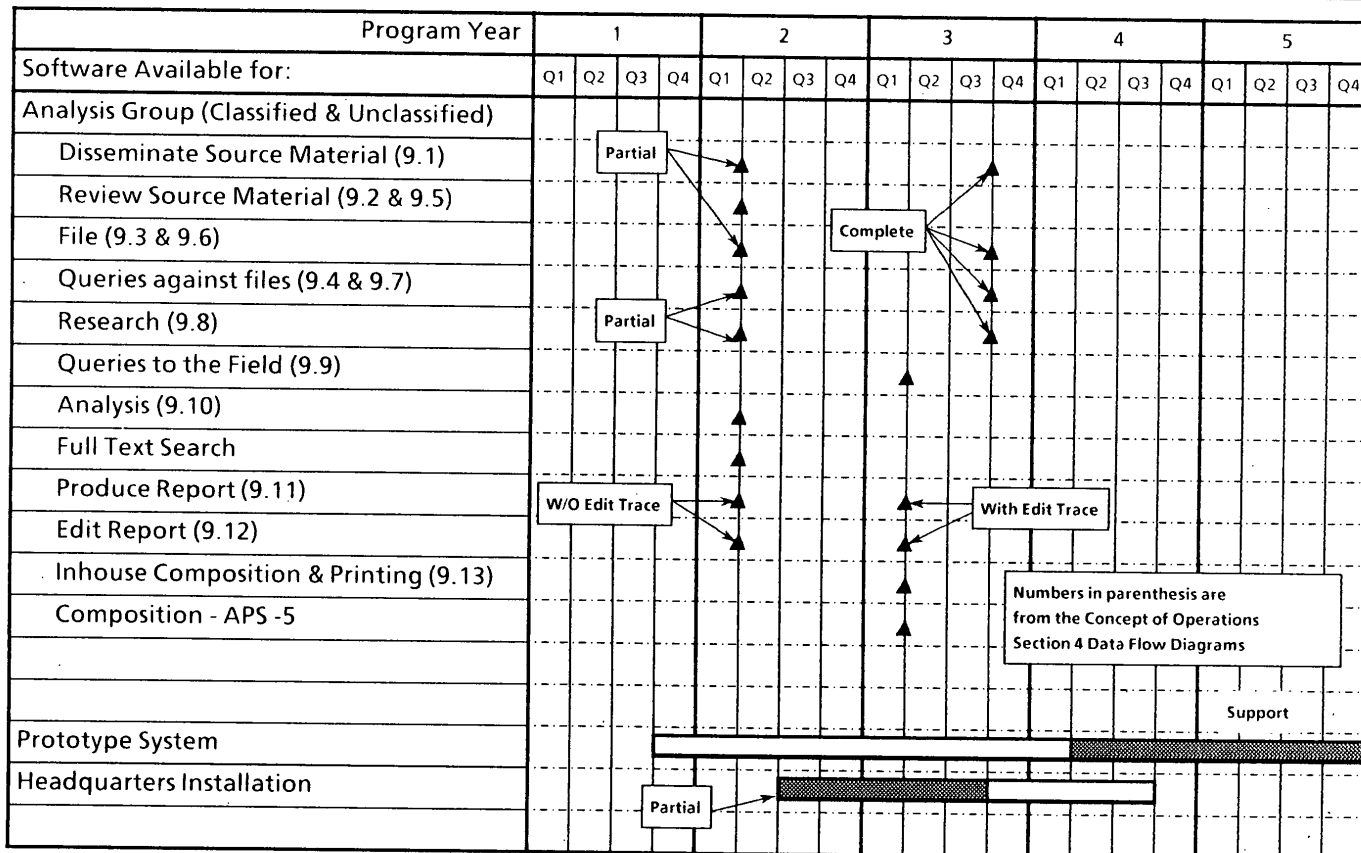 Program Year 1 2 3 4 5
Software Available for: Q1 Q2 Q3 Q4 Q1 Q2 Q3 Q4 Q1 Q2 Q3 Q4 Q1 Q2 Q3 Q4 Q1 Q2 Q3 Q4
Analysis Group (Classified & Unclassified)
Disseminate Source Material (9.1) Partial
Review Source Material (9.2 & 9.5)
File (9.3 & 9.6) Complete
Queries against files (9.4 & 9.7)
Research (9.8) Partial
Queries to the Field (9.9)
Analysis (9.10)
Full Text Search
Produce Report (9.11) W/O Edit Trace With Edit Trace
Edit Report (9.12)
Inhouse Composition & Printing (9.13)
Composition - APS -5
Numbers in parenthesis are
from the Concept of Operations
Section 4 Data Flow Diagrams
Support
Prototype System
Headquarters Installation
Partial